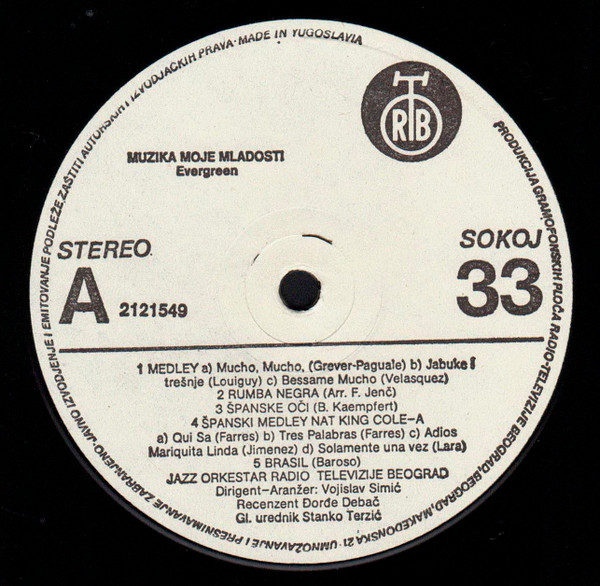 PRODUKCIJA GRAMOFONSKIH PLOČA RADIO-TELEVIZIJE BEOGRAD, BEOGRAD, MAKEDONSKA 21 · UMNOŽAVANJE I PRESNIMAVANJE ZABRANJENO-JAVNO IZVODJENJE I EMITOVANJE PODLEŽE ZAŠTITI AUTORSKIH I IZVODJAČKIH PRAVA · MADE IN YUGOSLAVIA
RTB
MUZIKA MOJE MLADOSTI
Evergreen
STEREO
SOKOJ
A 2121549
33
1 MEDLEY a) Mucho, Mucho, (Grever-Paguale) b) Jabuke i
trešnje (Louiguy) c) Bessame Mucho (Velasquez)
2 RUMBA NEGRA (Arr. F. Jenč)
3 ŠPANSKE OČI (B. Kaempfert)
4 ŠPANSKI MEDLEY NAT KING COLE-A
a) Qui Sa (Farres) b) Tres Palabras (Farres) c) Adios
Mariquita Linda (Jimenez) d) Solamente una vez (Lara)
5 BRASIL (Baroso)
JAZZ ORKESTAR RADIO TELEVIZIJE BEOGRAD
Dirigent-Aranžer: Vojislav Simić
Recenzent Đorđe Debač
Gl. urednik Stanko Terzić